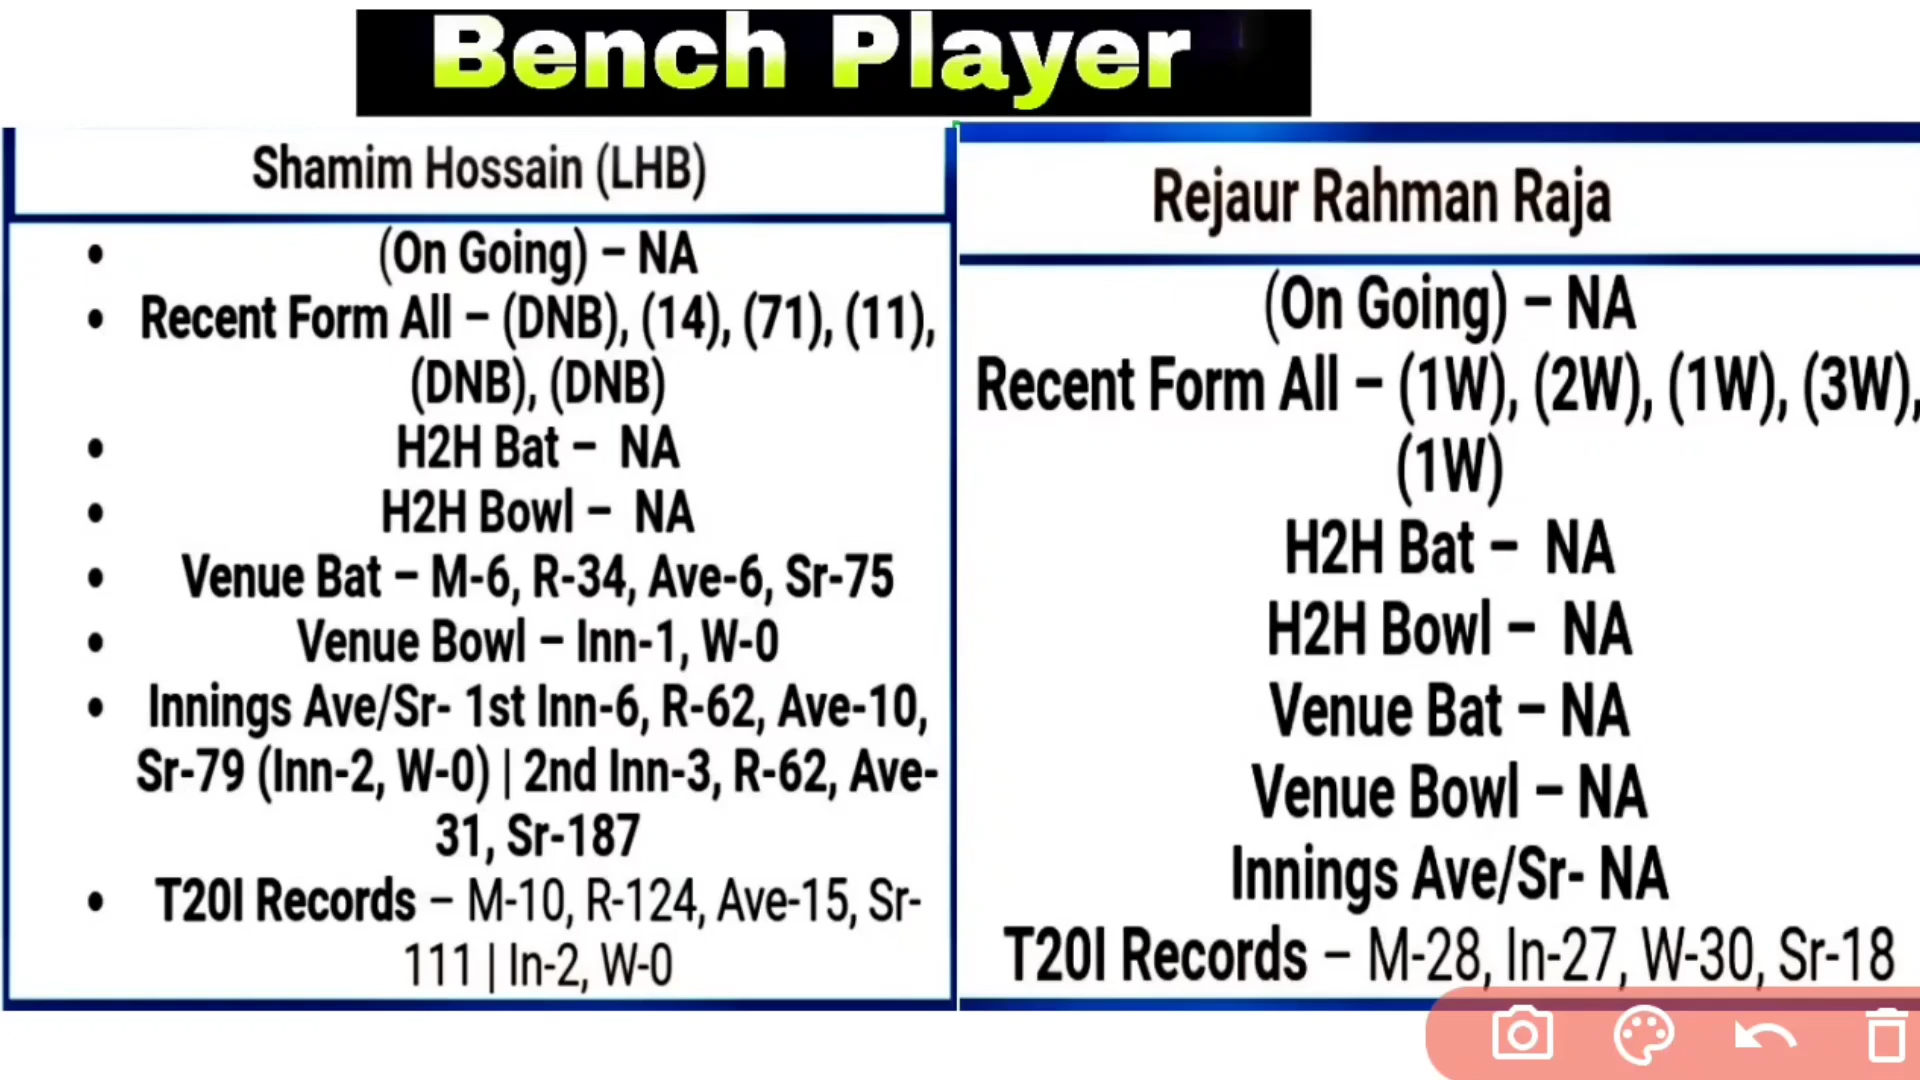 Bench Player
Shamim Hossain (LHB)
• (On Going) – NA
• Recent Form All – (DNB), (14), (71), (11),
(DNB), (DNB)
• H2H Bat – NA
• H2H Bowl – NA
• Venue Bat – M-6, R-34, Ave-6, Sr-75
• Venue Bowl – Inn-1, W-0
• Innings Ave/Sr- 1st Inn-6, R-62, Ave-10,
Sr-79 (Inn-2, W-0) | 2nd Inn-3, R-62, Ave-
31, Sr-187
• T20I Records – M-10, R-124, Ave-15, Sr-
111 | In-2, W-0
Rejaur Rahman Raja
(On Going) – NA
Recent Form All – (1W), (2W), (1W), (3W),
(1W)
H2H Bat – NA
H2H Bowl – NA
Venue Bat – NA
Venue Bowl – NA
Innings Ave/Sr- NA
T20I Records – M-28, In-27, W-30, Sr-18